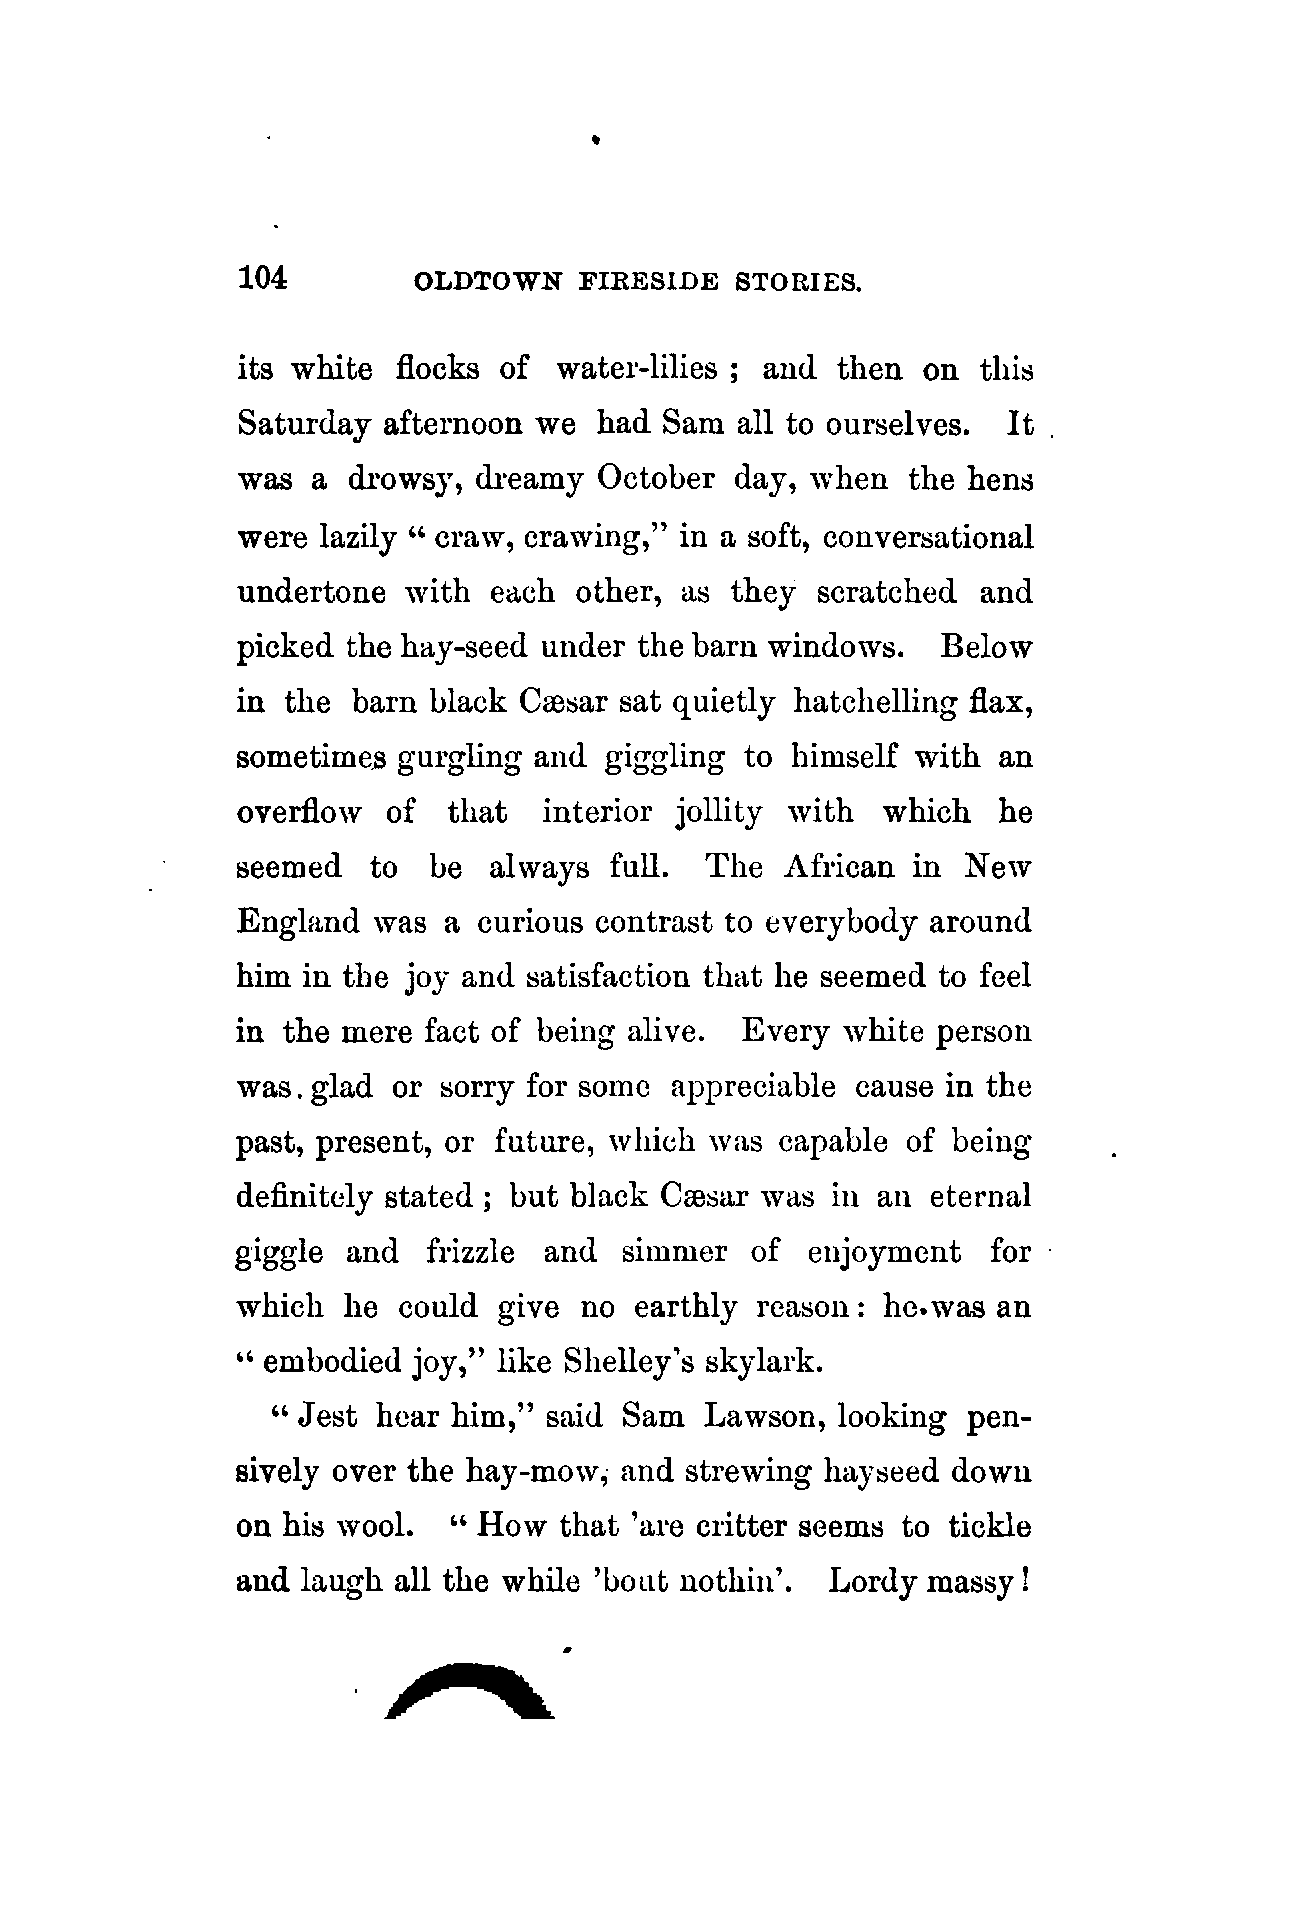 104 OLDTOWN FIRESIDE STORIES.
its white flocks of water-lilies ; and then on this
Saturday afternoon we had Sam all to ourselves. It
was a drowsy, dreamy October day, when the hens
were lazily “ craw, crawing,” in a soft, conversational
undertone with each other, as they scratched and
picked the hay-seed under the barn windows. Below
in the barn black Cæsar sat quietly hatchelling flax,
sometimes gurgling and giggling to himself with an
overflow of that interior jollity with which he
seemed to be always full. The African in New
England was a curious contrast to everybody around
him in the joy and satisfaction that he seemed to feel
in the mere fact of being alive. Every white person
was glad or sorry for some appreciable cause in the
past, present, or future, which was capable of being
definitely stated ; but black Cæsar was in an eternal
giggle and frizzle and simmer of enjoyment for
which he could give no earthly reason : he was an
“ embodied joy,” like Shelley’s skylark.
“ Jest hear him,” said Sam Lawson, looking pen-
sively over the hay-mow, and strewing hayseed down
on his wool. “ How that ’are critter seems to tickle
and laugh all the while ’bout nothin’. Lordy massy !